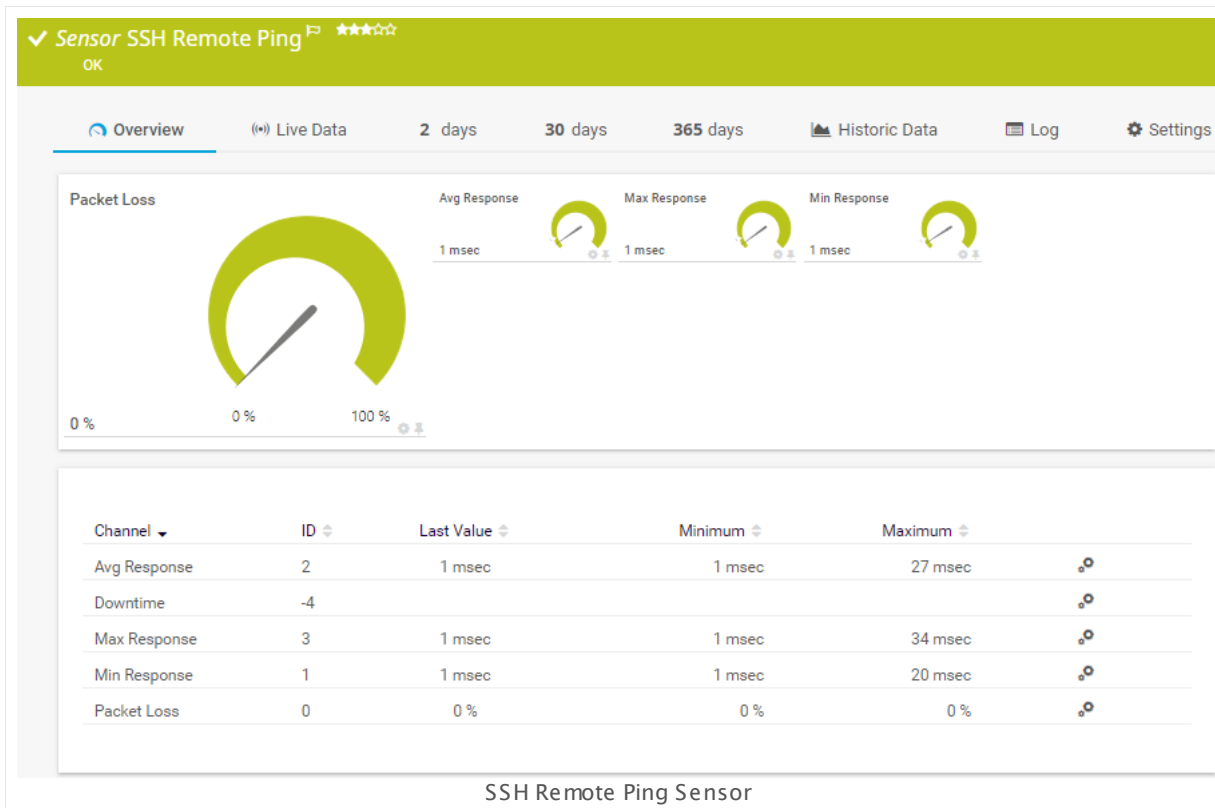 Sensor SSH Remote Ping
OK
Overview Live Data 2 days 30 days 365 days Historic Data Log Settings
Packet Loss
0 %
0 % 100 %
Avg Response
1 msec
Max Response
1 msec
Min Response
1 msec
Channel ID Last Value Minimum Maximum
Avg Response 2 1 msec 1 msec 27 msec
Downtime -4
Max Response 3 1 msec 1 msec 34 msec
Min Response 1 1 msec 1 msec 20 msec
Packet Loss 0 0 % 0 % 0 %
SSH Remote Ping Sensor